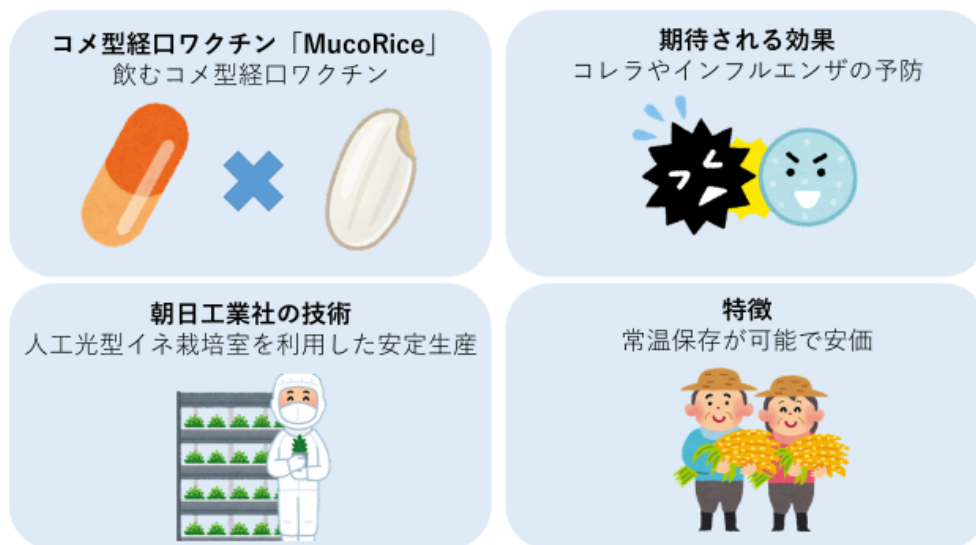 コメ型経口ワクチン「MucoRice」
飲むコメ型経口ワクチン
期待される効果
コレラやインフルエンザの予防
朝日工業社の技術
人工光型イネ栽培室を利用した安定生産
特徴
常温保存が可能で安価